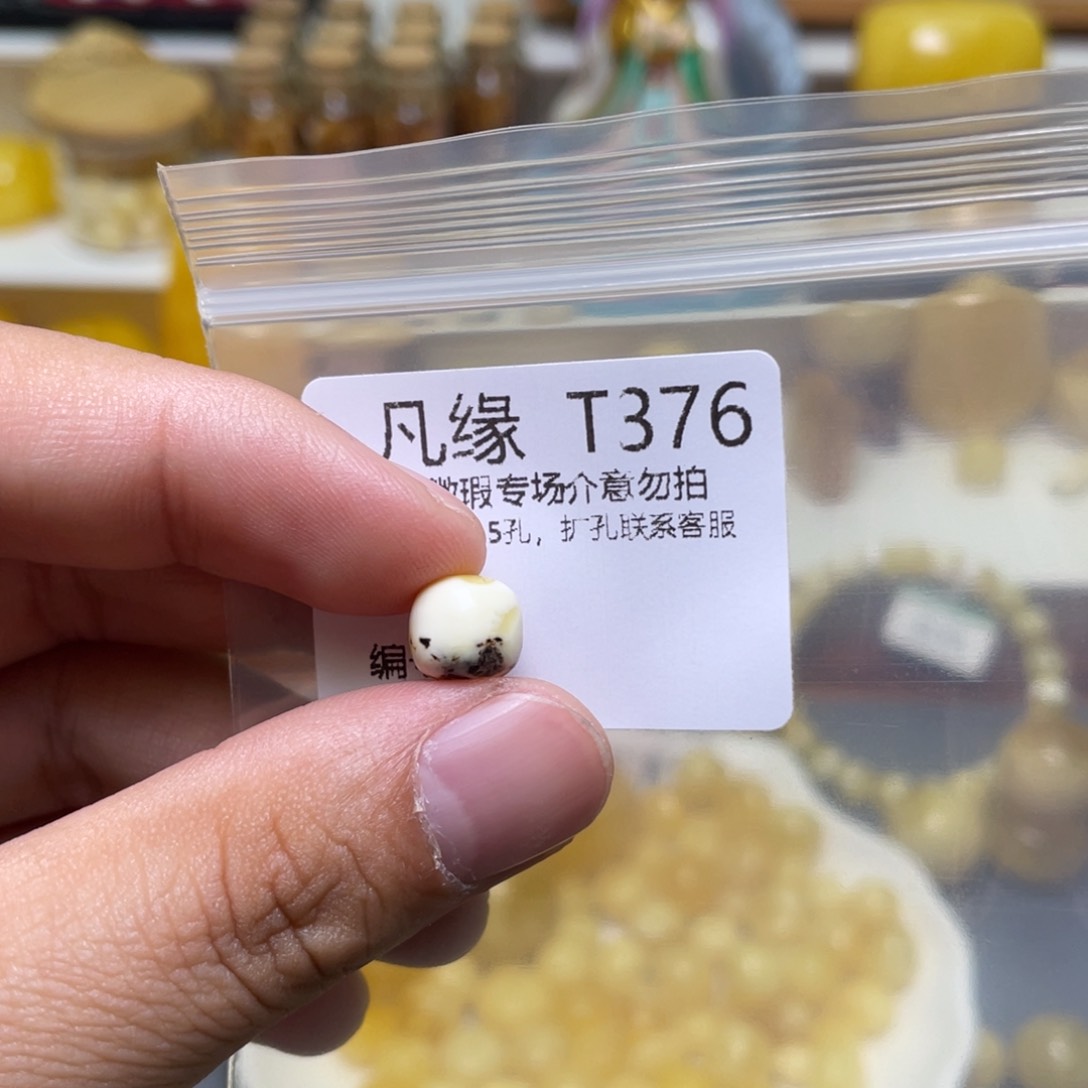 凡缘 T376
微瑕专场介意勿拍
5孔，扩孔联系客服
编